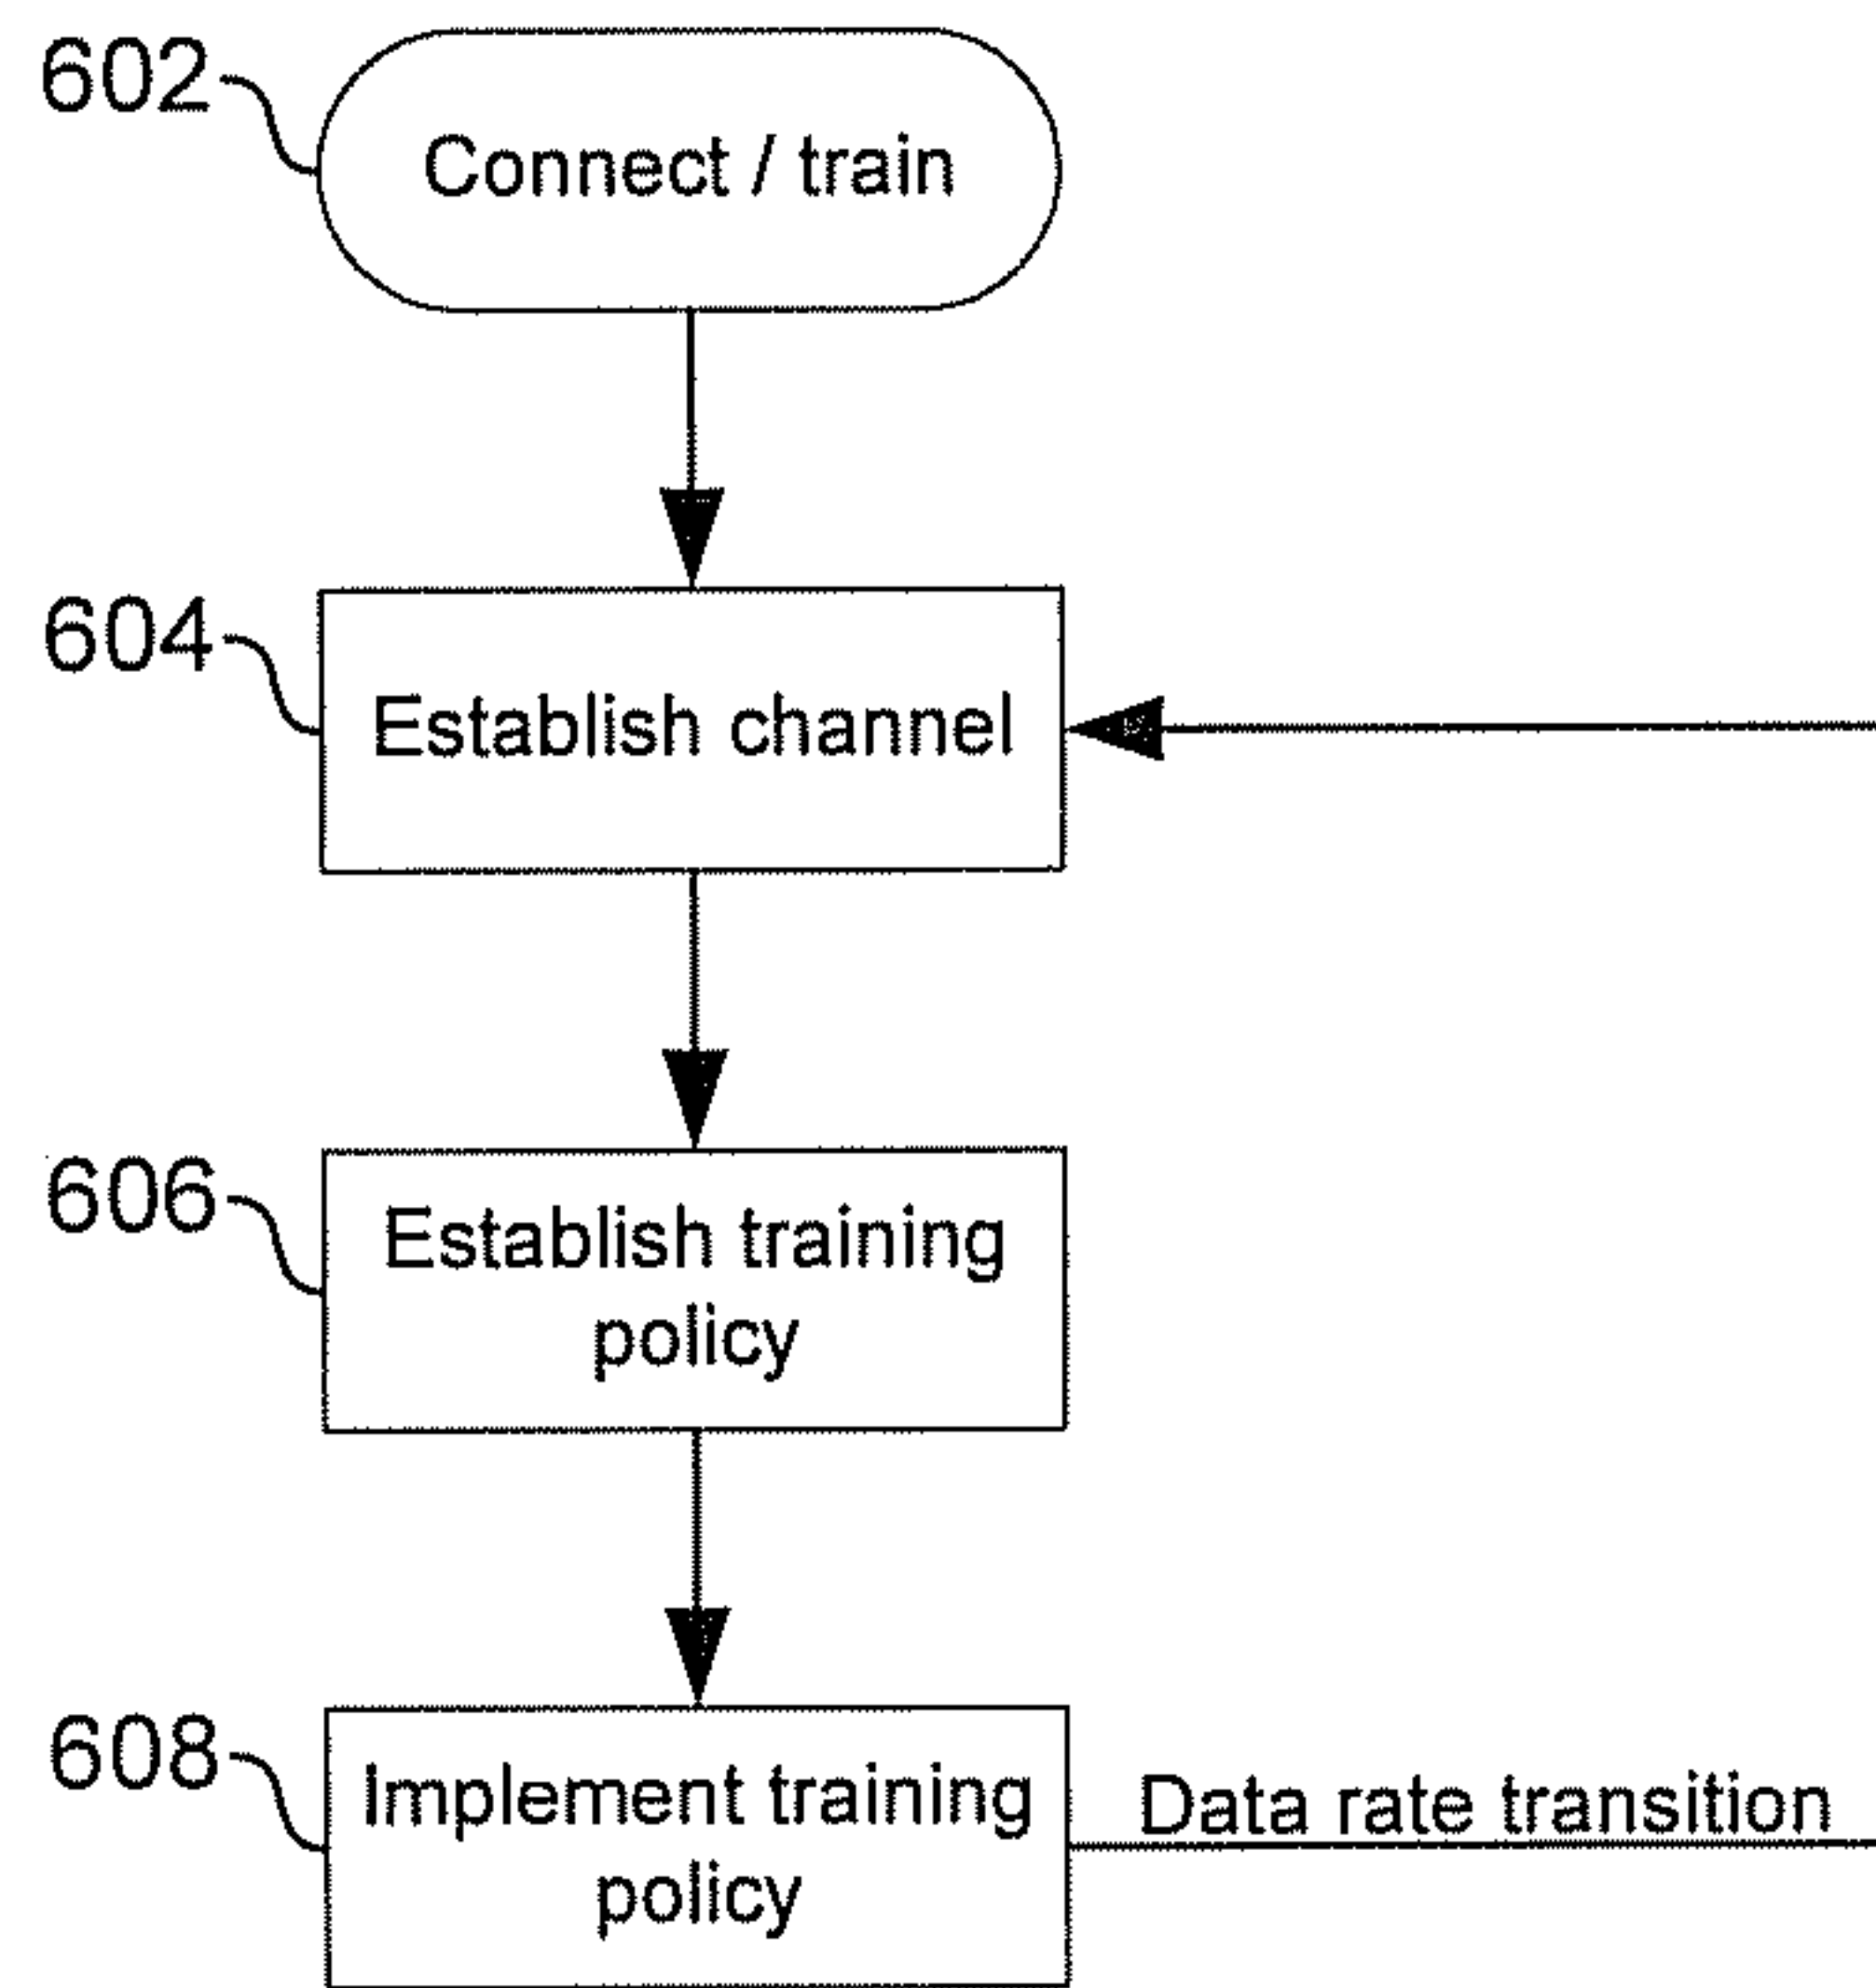 602
Connect / train
604
Establish channel
606
Establish training
policy
608
Implement training
policy
Data rate transition